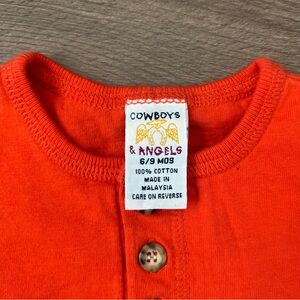 COWBOYS
& ANGELS
6/9 MOS
100% COTTON
MADE IN
MALAYSIA
CARE ON REVERSE